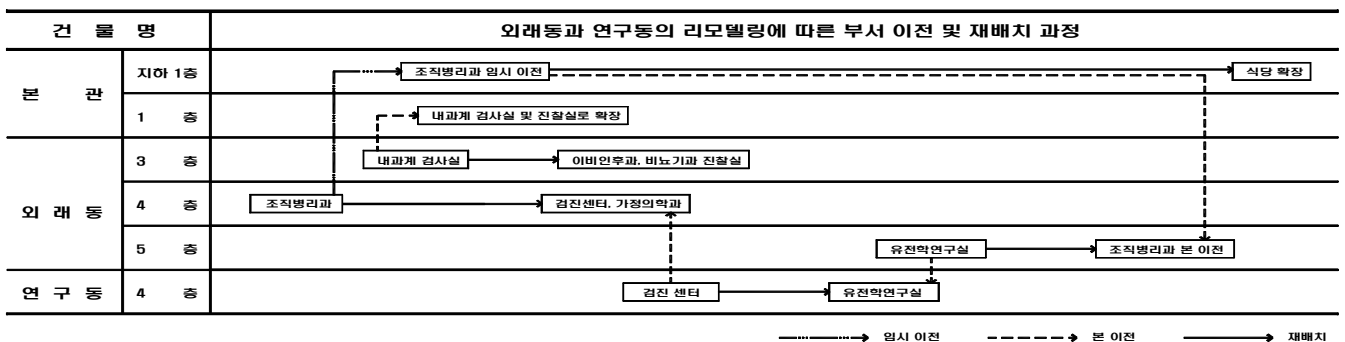 건 물 명 외래동과 연구동의 리모델링에 따른 부서 이전 및 재배치 과정
본 관 지하 1층 조직병리과 임시 이전 식당 확장
1 층 내과계 검사실 및 진찰실로 확장
외 래 동 3 층 내과계 검사실 이비인후과, 비뇨기과 진찰실
4 층 조직병리과 검진센터, 가정의학과
5 층 유전학연구실 조직병리과 본 이전
연 구 동 4 층 검진 센터 유전학연구실
임시 이전 본 이전 재배치